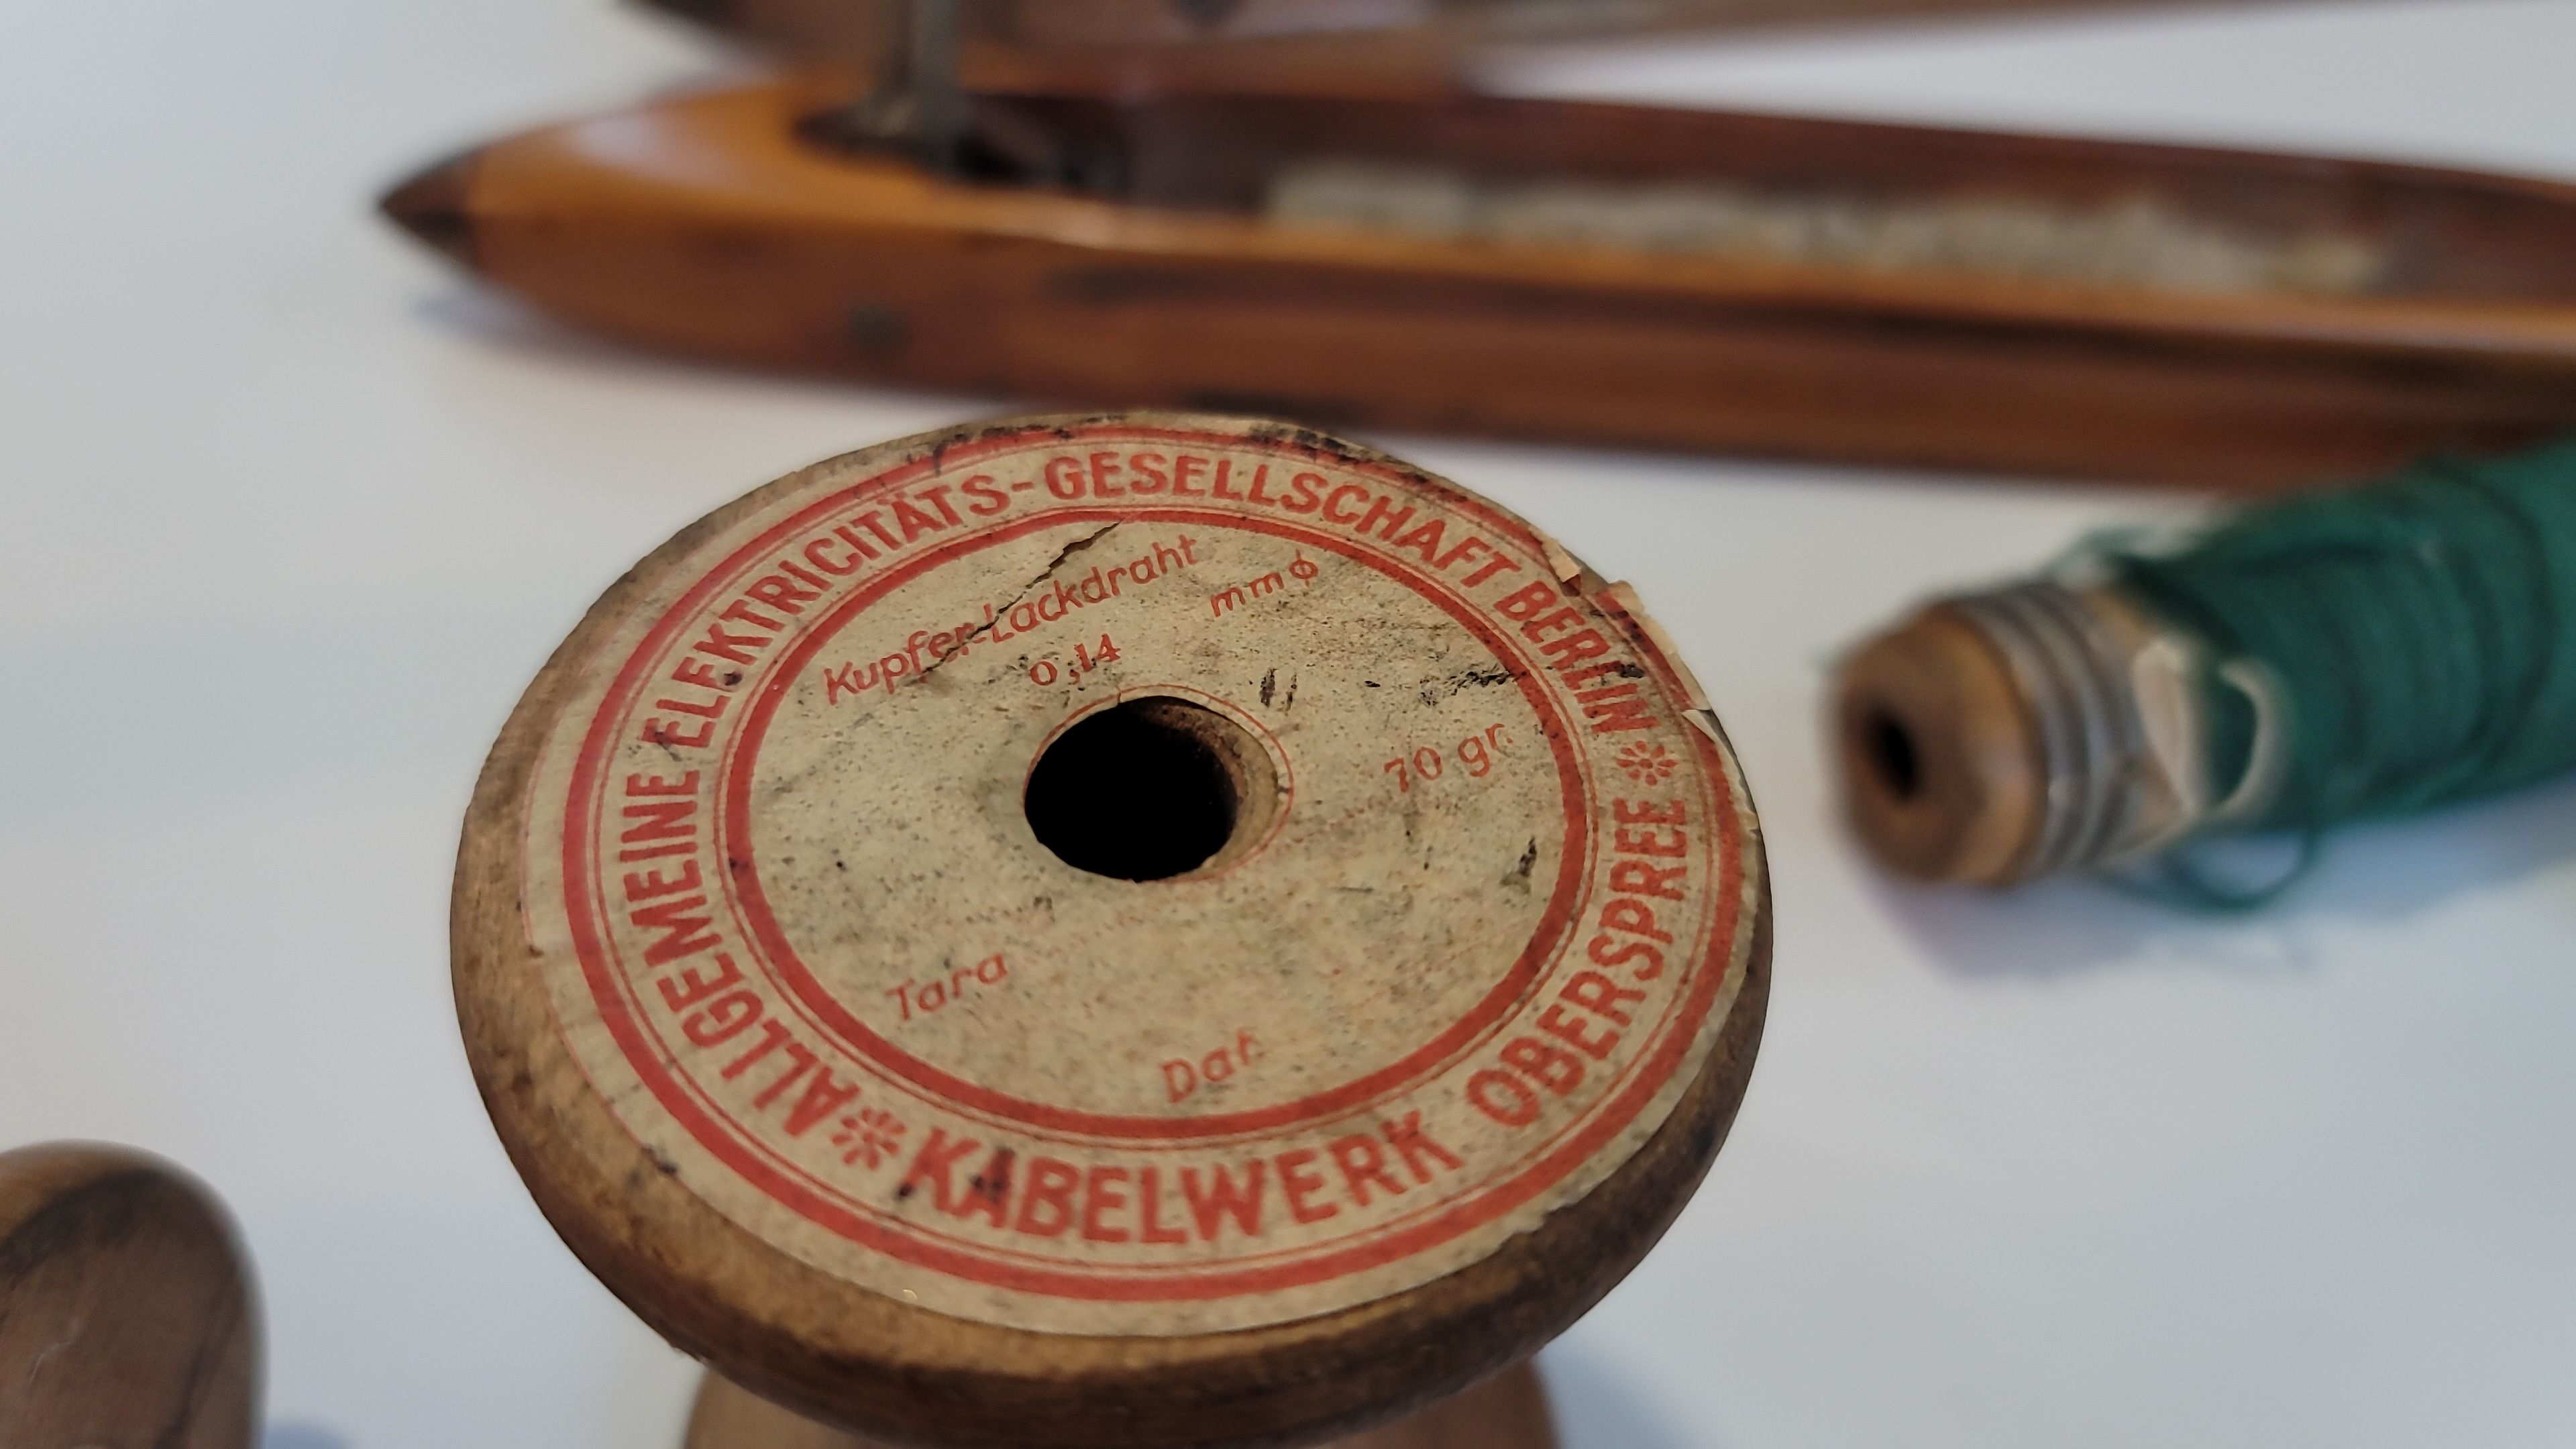 ALLGEMEINE ELEKTRICITÄTS-GESELLSCHAFT BERLIN
KABELWERK OBERSPREE
Kupfer-Lackdraht
0,14 mm φ
70 gr.
Tara
Dat.